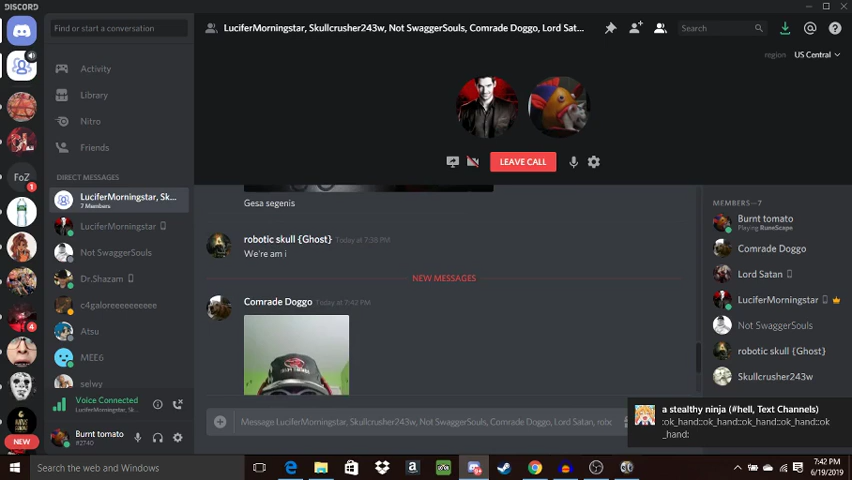 DISCORD
Find or start a conversation
Activity
Library
Nitro
Friends
DIRECT MESSAGES
LuciferMorningstar, Sk...
7 Members
LuciferMorningstar
Not SwaggerSouls
Dr.Shazam
c4galoreeeeeeeee
Atsu
MEE6
selwy
FoZ
1
4
NEW
Voice Connected
LuciferMorningstar, Sk...
Burnt tomato
#2740
LuciferMorningstar, Skullcrusher243w, Not SwaggerSouls, Comrade Doggo, Lord Sat...
Search
region US Central
LEAVE CALL
Gesa segenis
robotic skull {Ghost} Today at 7:38 PM
We're am i
NEW MESSAGES
Comrade Doggo Today at 7:42 PM
Message LuciferMorningstar, Skullcrusher243w, Not SwaggerSouls, Comrade Doggo, Lord Satan, robo
MEMBERS—7
Burnt tomato
Playing RuneScape
Comrade Doggo
Lord Satan
LuciferMorningstar
Not SwaggerSouls
robotic skull {Ghost}
Skullcrusher243w
a stealthy ninja (#hell, Text Channels)
:ok_hand::ok_hand::ok_hand::ok_hand::ok
_hand:
Search the web and Windows
7:42 PM
6/19/2019